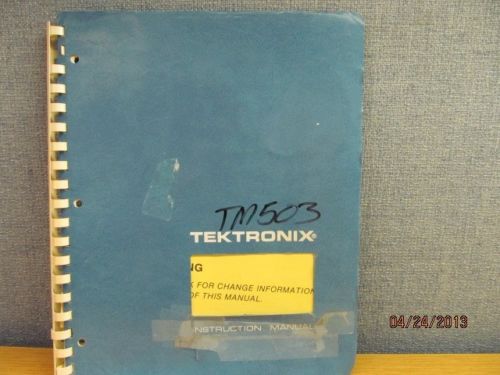 TM503
TEKTRONIX®
NG
K FOR CHANGE INFORMATION
OF THIS MANUAL.
INSTRUCTION MANUAL
04/24/2013